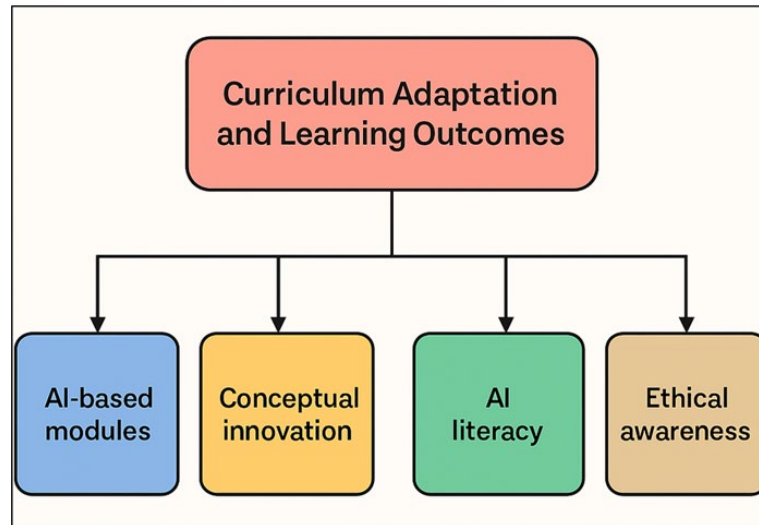 Curriculum Adaptation
and Learning Outcomes
AI-based
modules
Conceptual
innovation
AI
literacy
Ethical
awareness